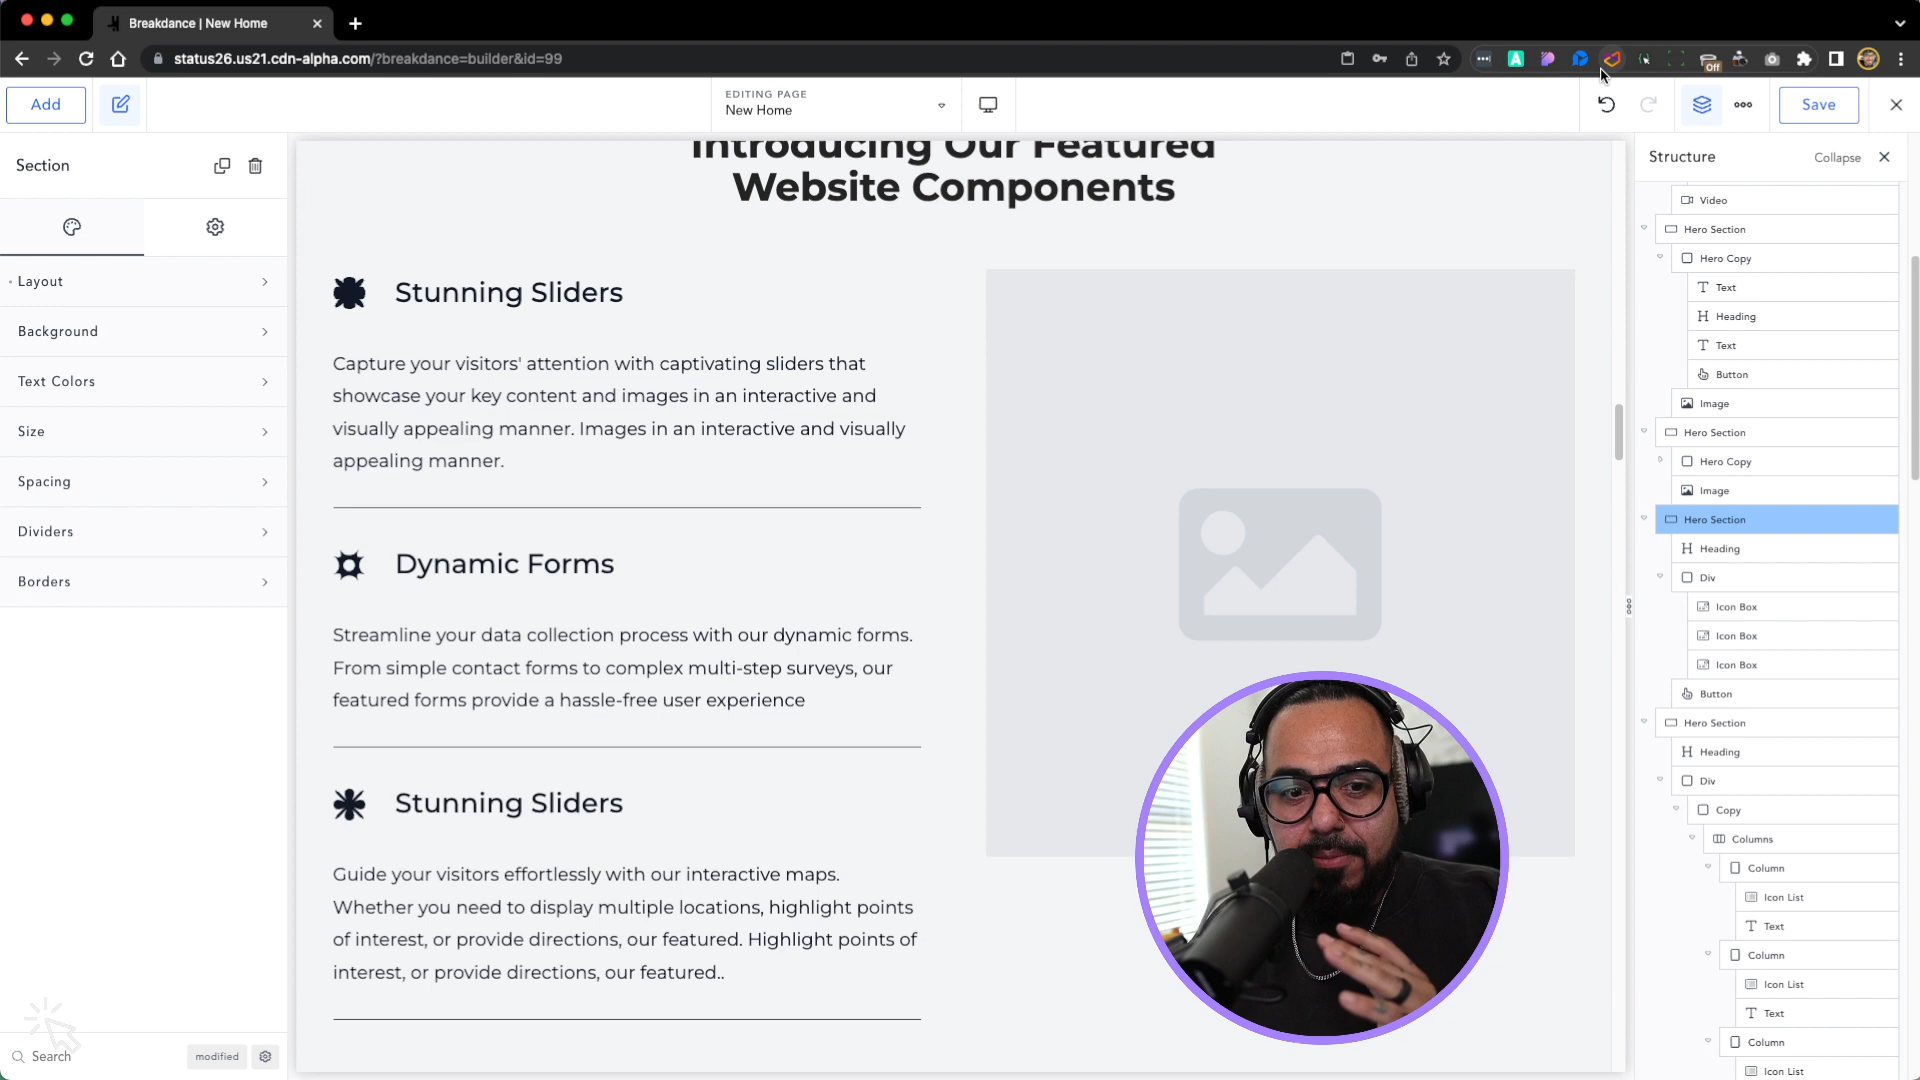 Breakdance | New Home
status26.us21.cdn-alpha.com/?breakdance=builder&id=99
Off
Add
EDITING PAGE
New Home
Save
Section
Layout
Background
Text Colors
Size
Spacing
Dividers
Borders
Search
modified
Introducing Our Featured
Website Components
Stunning Sliders
Capture your visitors' attention with captivating sliders that
showcase your key content and images in an interactive and
visually appealing manner. Images in an interactive and visually
appealing manner.
Dynamic Forms
Streamline your data collection process with our dynamic forms.
From simple contact forms to complex multi-step surveys, our
featured forms provide a hassle-free user experience
Stunning Sliders
Guide your visitors effortlessly with our interactive maps.
Whether you need to display multiple locations, highlight points
of interest, or provide directions, our featured. Highlight points of
interest, or provide directions, our featured..
Structure
Collapse
Video
Hero Section
Hero Copy
Text
Heading
Text
Button
Image
Hero Section
Hero Copy
Image
Hero Section
Heading
Div
Icon Box
Icon Box
Icon Box
Button
Hero Section
Heading
Div
Copy
Columns
Column
Icon List
Text
Column
Icon List
Text
Column
Icon List